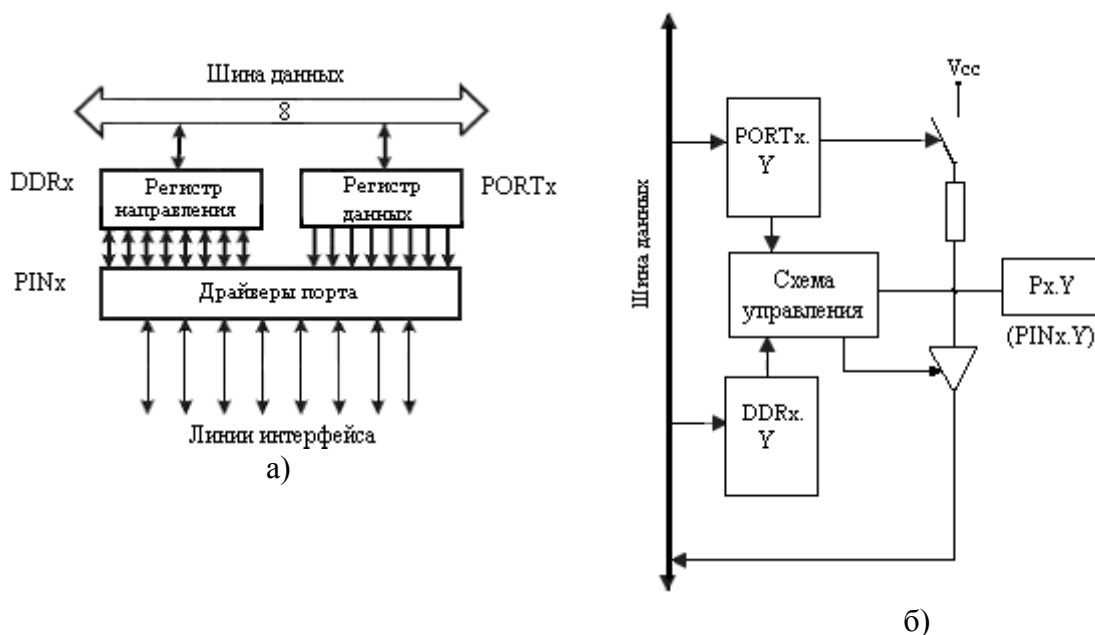 Шина данных
8
DDRx
Регистр
направления
Регистр
данных
PORTx
PINx
Драйверы порта
Линии интерфейса
а)
Шина данных
Vcc
PORTx.
Y
Схема
управления
Px.Y
(PINx.Y)
DDRx.
Y
б)